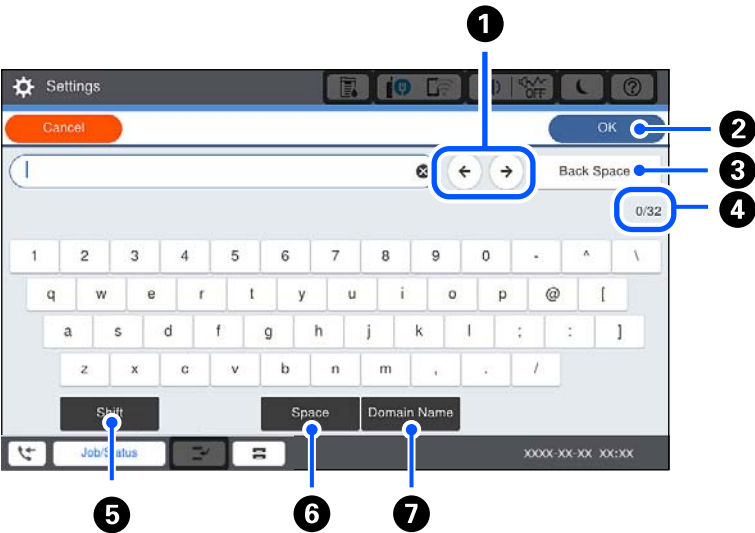 1
Settings
OFF
Cancel
OK
2
Back Space
3
0/32
4
1 2 3 4 5 6 7 8 9 0 - ^ \
q w e r t y u i o p @ [
a s d f g h j k l ; : ]
z x c v b n m , . /
Shift Space Domain Name
Job/Status
XXXX-XX-XX XX:XX
5 6 7